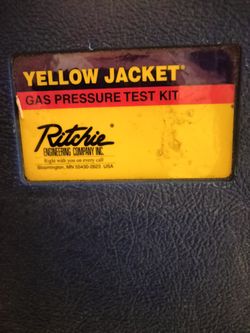 YELLOW JACKET®
GAS PRESSURE TEST KIT
Ritchie
ENGINEERING COMPANY INC.
Right with you on every call
Bloomington, MN 55430-2623 USA